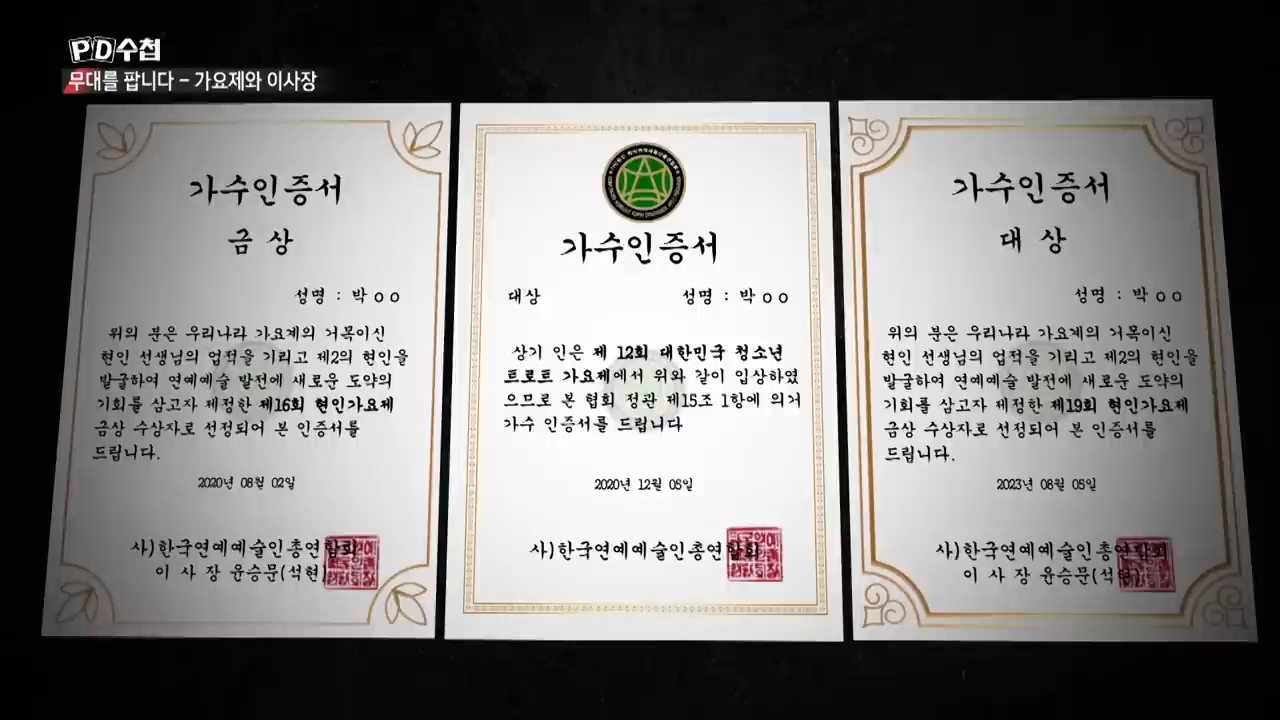 PD수첩
무대를 팝니다 - 가요제와 이사장
가수인증서
금 상
성명 : 박 o o
위의 분은 우리나라 가요계의 거목이신
현인 선생님의 업적을 기리고 제2의 현인을
발굴하여 연예예술 발전에 새로운 도약의
기회를 삼고자 제정한 제16회 현인가요제
금상 수상자로 선정되어 본 인증서를
드립니다.
2020년 08월 02일
사)한국연예예술인총연합회
이 사 장 윤승문(석현)
가수인증서
대상 성명 : 박 o o
상기 인은 제 12회 대한민국 청소년
트로트 가요제에서 위와 같이 입상하였
으므로 본 협회 정관 제15조 1항에 의거
가수 인증서를 드립니다
2020년 12월 05일
사)한국연예예술인총연합회
가수인증서
대 상
성명 : 박 o o
위의 분은 우리나라 가요계의 거목이신
현인 선생님의 업적을 기리고 제2의 현인을
발굴하여 연예예술 발전에 새로운 도약의
기회를 삼고자 제정한 제19회 현인가요제
금상 수상자로 선정되어 본 인증서를
드립니다.
2023년 08월 05일
사)한국연예예술인총연합회
이 사 장 윤승문(석현)